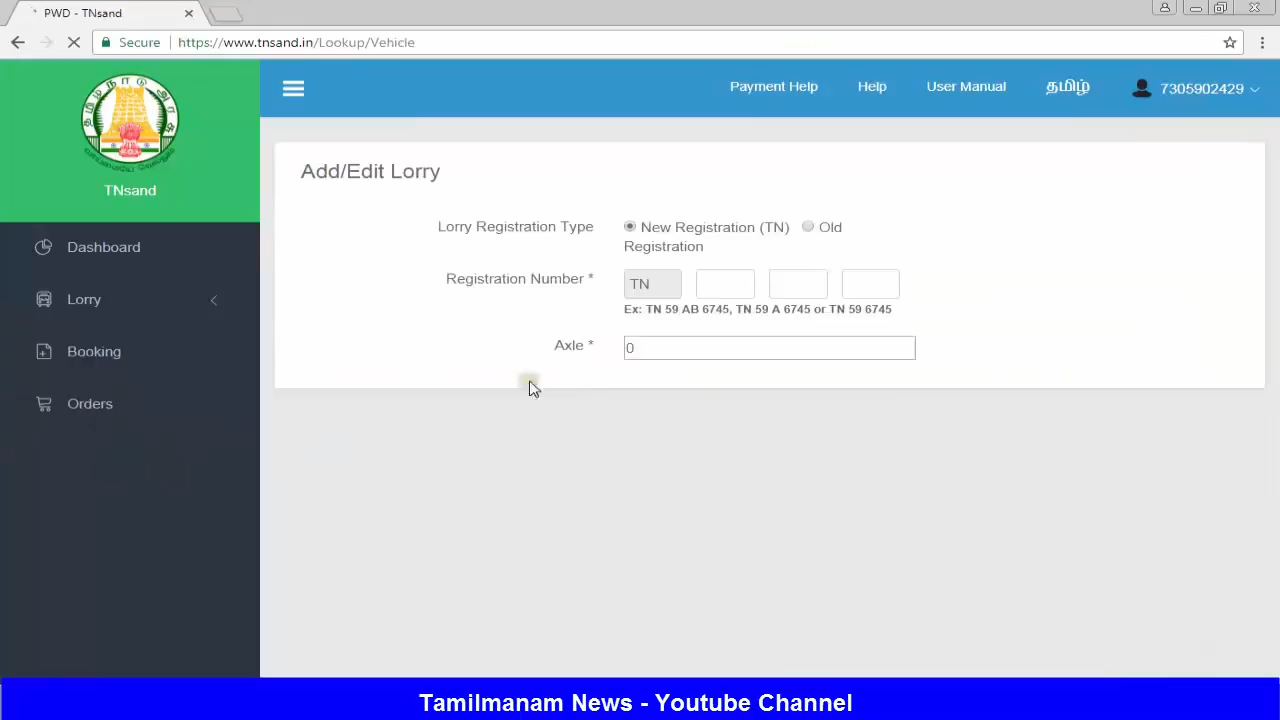 PWD - TNsand
Secure https://www.tnsand.in/Lookup/Vehicle
Payment Help Help User Manual தமிழ் 7305902429
TNsand
Dashboard
Lorry
Booking
Orders
Add/Edit Lorry
Lorry Registration Type New Registration (TN) Old
Registration
Registration Number * TN
Ex: TN 59 AB 6745, TN 59 A 6745 or TN 59 6745
Axle * 0
Tamilmanam News - Youtube Channel